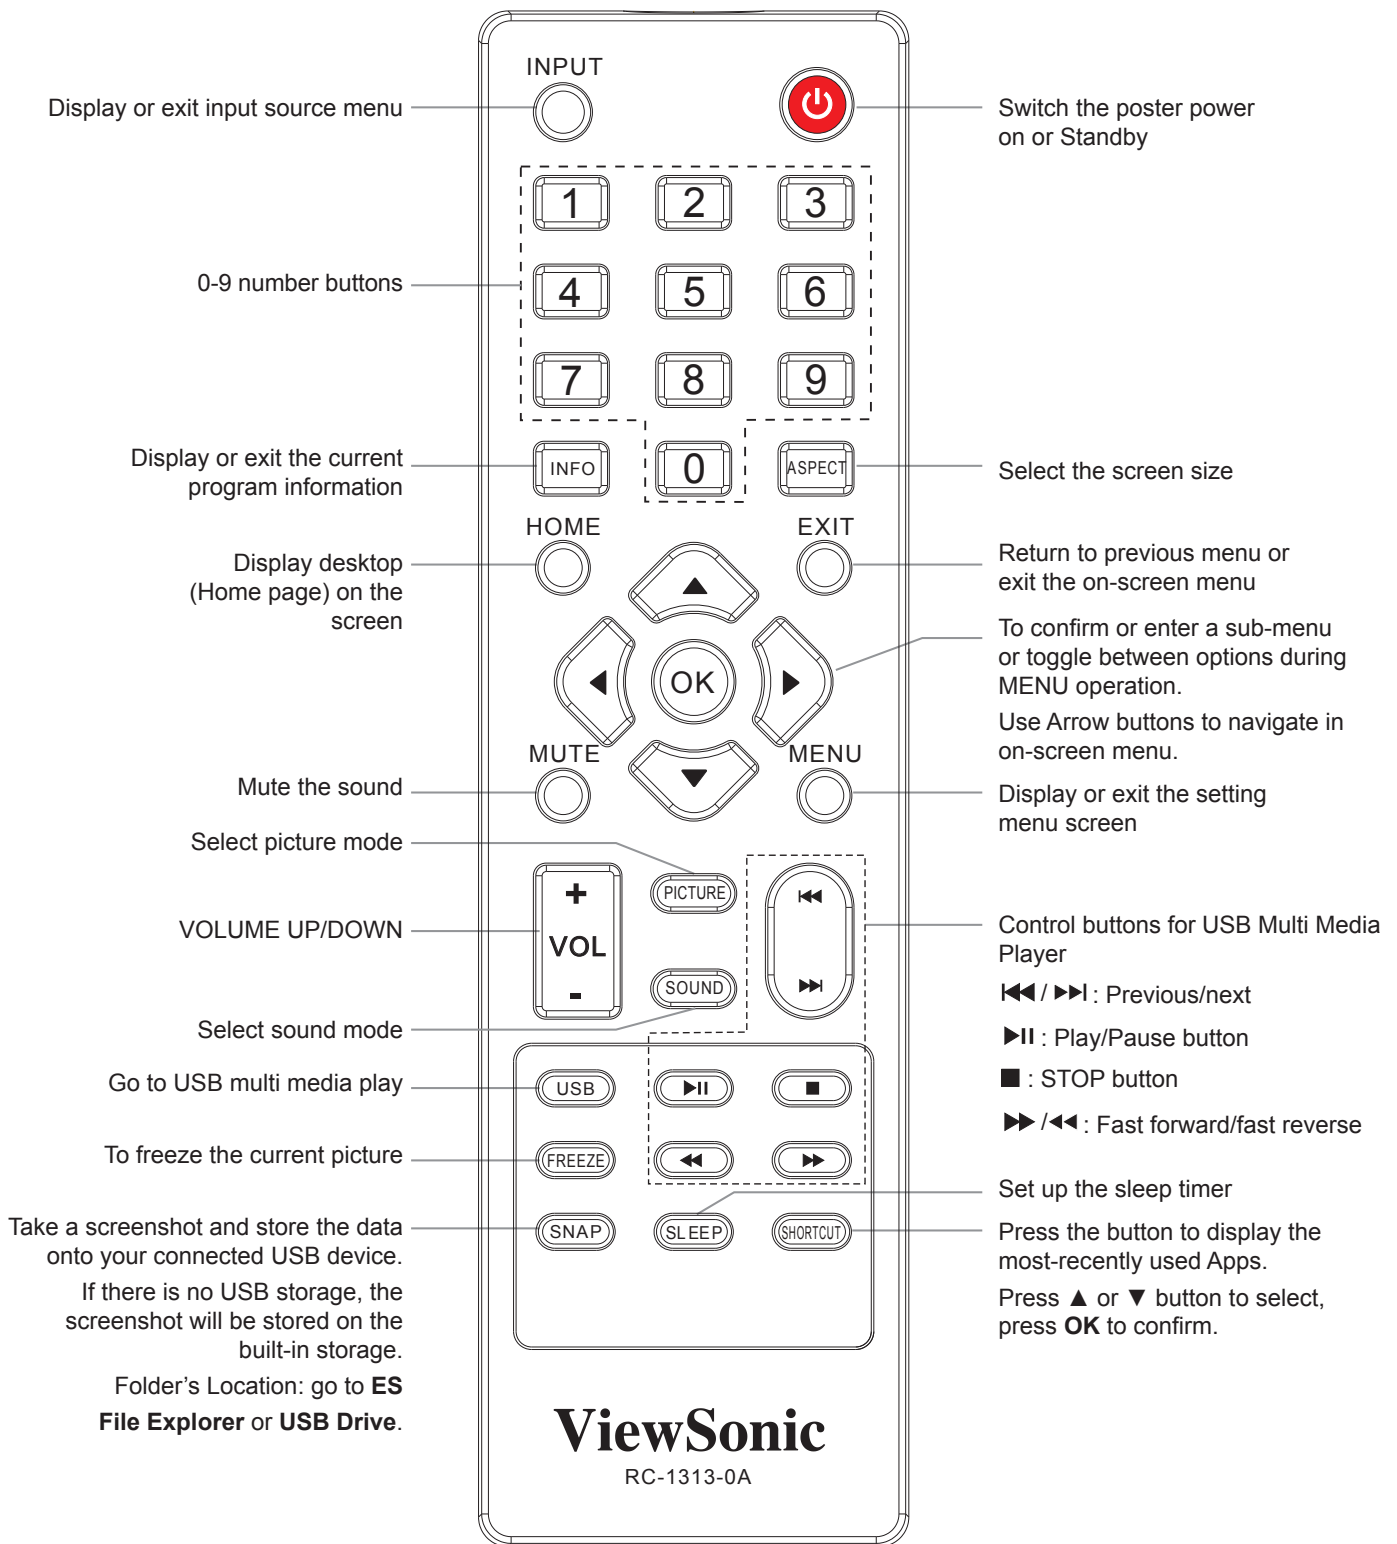 INPUT
Display or exit input source menu
Switch the poster power
on or Standby
1 2 3
0-9 number buttons
4 5 6
7 8 9
Display or exit the current
program information
INFO 0 ASPECT
Select the screen size
HOME EXIT
Display desktop
(Home page) on the
screen
Return to previous menu or
exit the on-screen menu
OK
To confirm or enter a sub-menu
or toggle between options during
MENU operation.
Use Arrow buttons to navigate in
on-screen menu.
MUTE MENU
Mute the sound
Display or exit the setting
menu screen
Select picture mode
+
VOL
-
PICTURE
⏮
VOLUME UP/DOWN
SOUND
⏭
Select sound mode
Control buttons for USB Multi Media
Player
⏮ / ⏭ : Previous/next
▶II : Play/Pause button
■ : STOP button
▶▶ /◀◀ : Fast forward/fast reverse
Go to USB multi media play
USB ▶II ■
To freeze the current picture
FREEZE ◀◀ ▶▶
Set up the sleep timer
SNAP SLEEP SHORTCUT
Take a screenshot and store the data
onto your connected USB device.
If there is no USB storage, the
screenshot will be stored on the
built-in storage.
Folder’s Location: go to ES
File Explorer or USB Drive.
Press the button to display the
most-recently used Apps.
Press ▲ or ▼ button to select,
press OK to confirm.
ViewSonic
RC-1313-0A